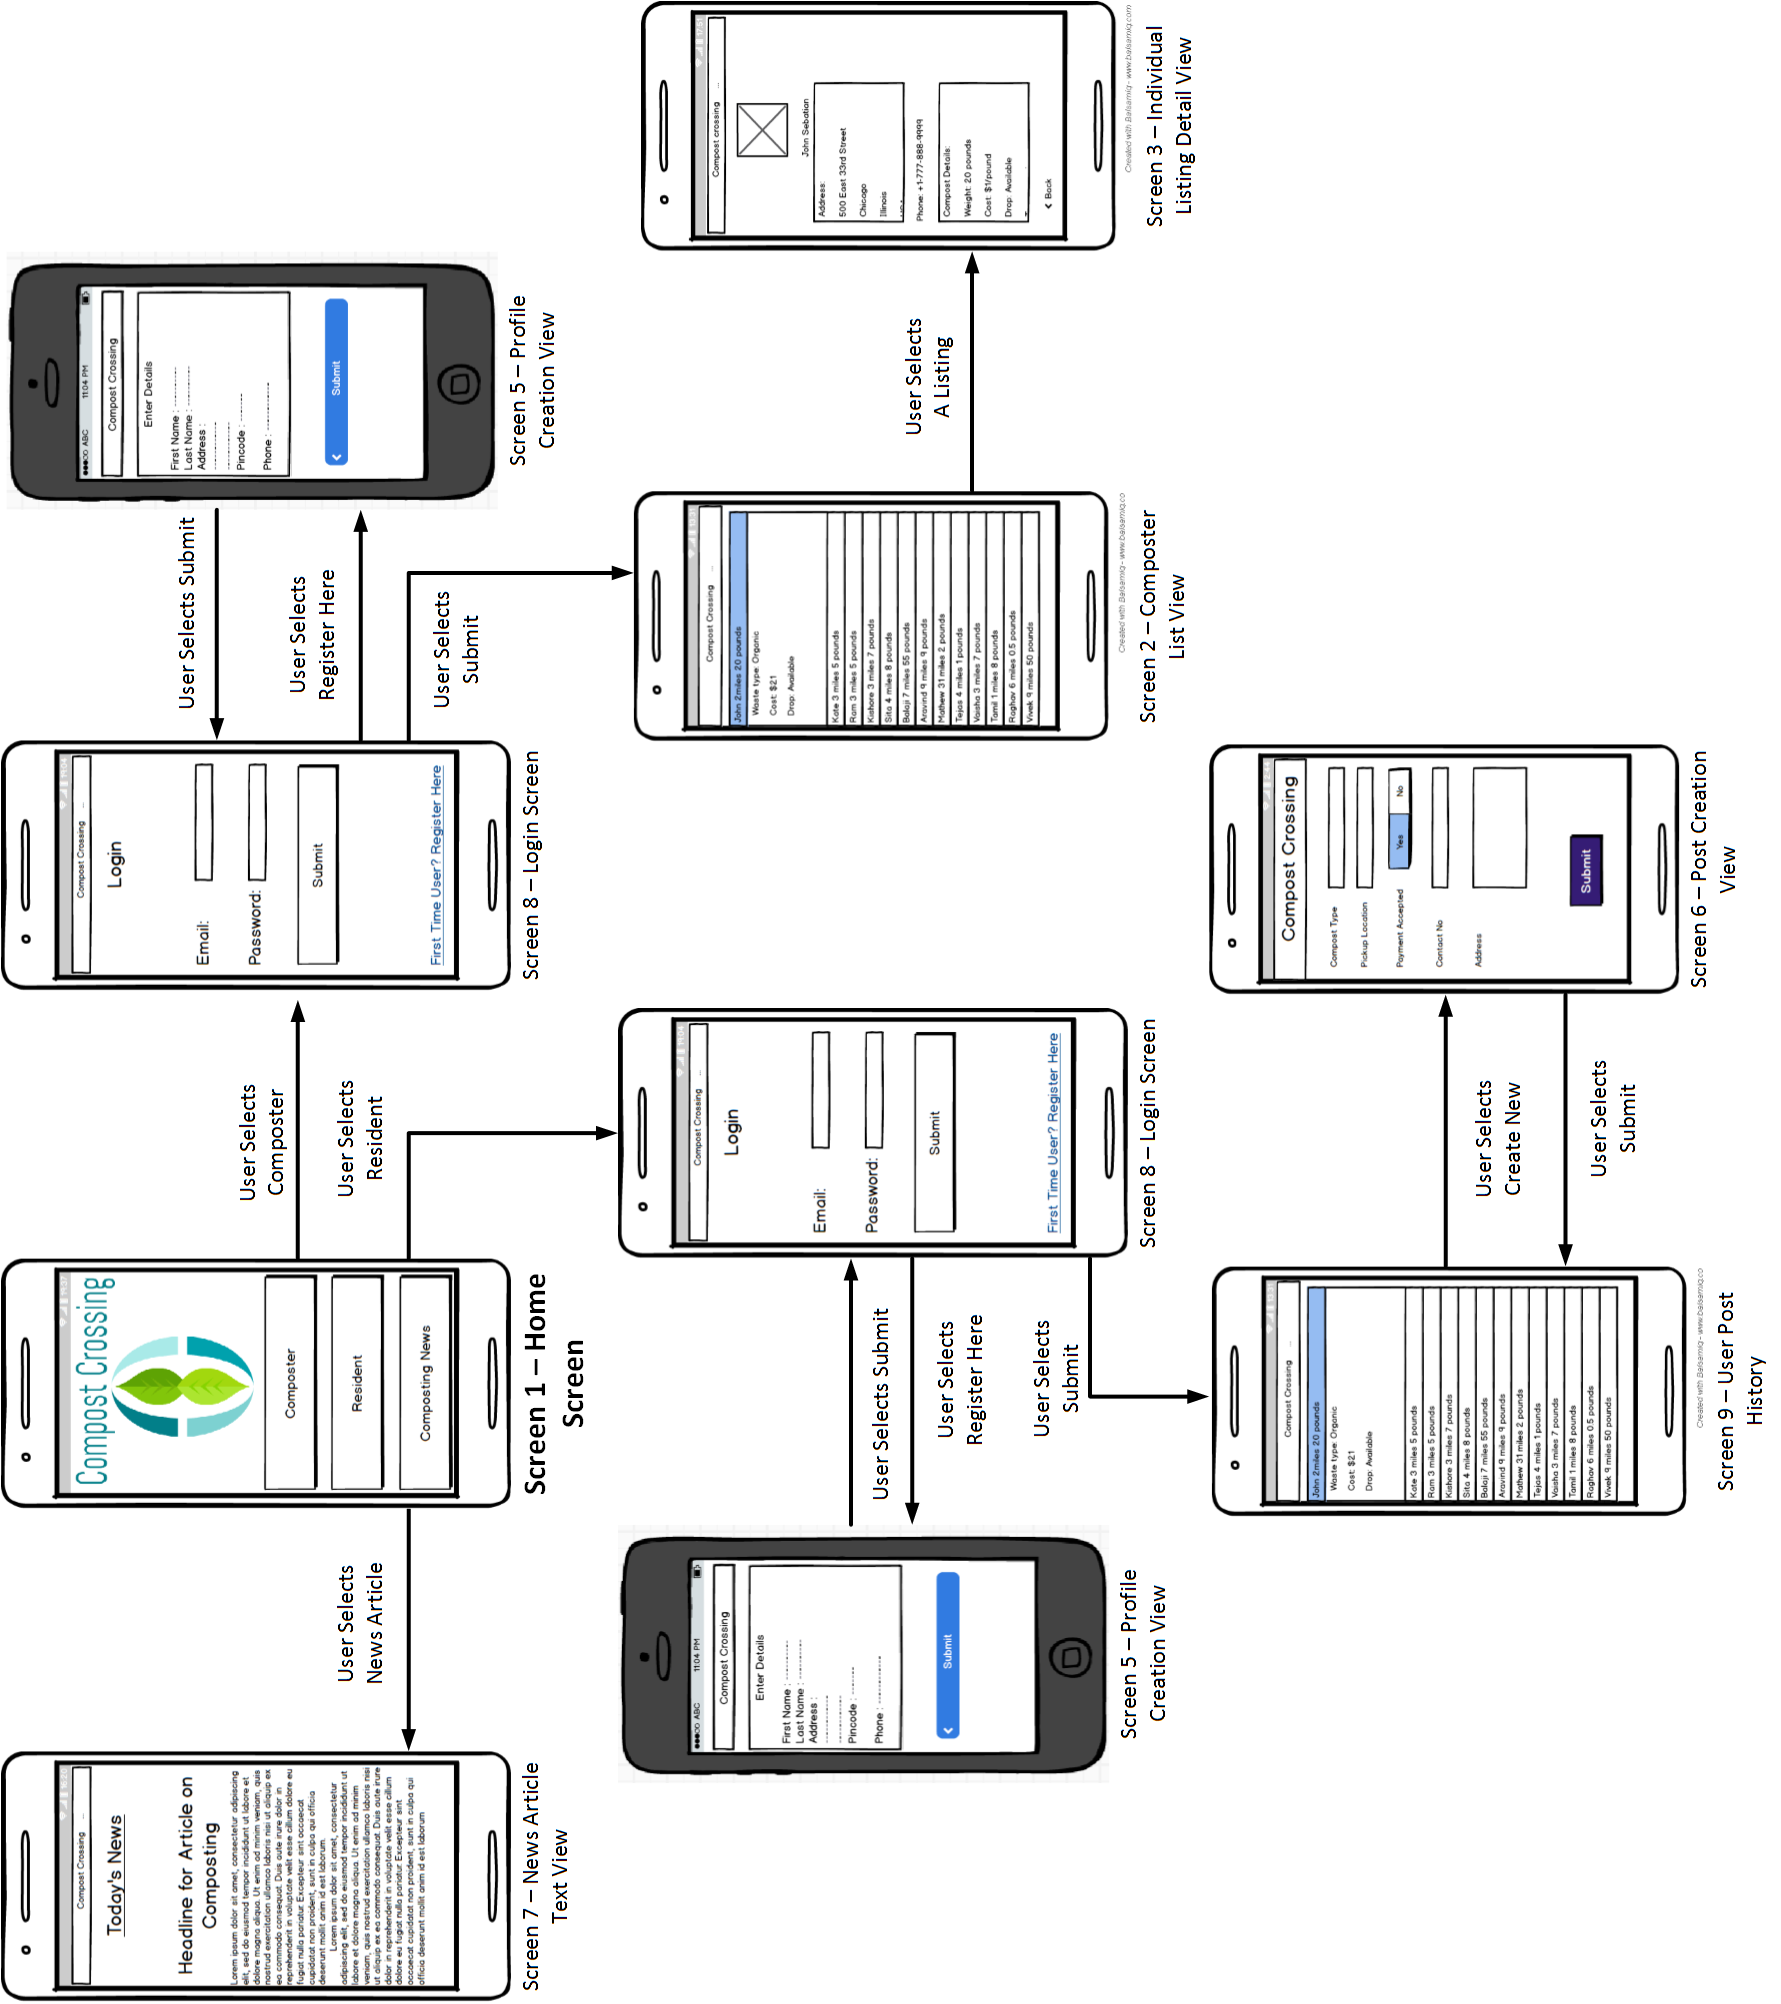 Compost Crossing
Today's News
Headline for Article on
Composting
Lorem ipsum dolor sit amet, consectetur adipiscing
elit, sed do eiusmod tempor incididunt ut labore et
dolore magna aliqua. Ut enim ad minim veniam, quis
nostrud exercitation ullamco laboris nisi ut aliquip ex
ea commodo consequat. Duis aute irure dolor in
reprehenderit in voluptate velit esse cillum dolore eu
fugiat nulla pariatur. Excepteur sint occaecat
cupidatat non proident, sunt in culpa qui officia
deserunt mollit anim id est laborum.
Lorem ipsum dolor sit amet, consectetur
adipiscing elit, sed do eiusmod tempor incididunt ut
labore et dolore magna aliqua. Ut enim ad minim
veniam, quis nostrud exercitation ullamco laboris nisi
ut aliquip ex ea commodo consequat. Duis aute irure
dolor in reprehenderit in voluptate velit esse cillum
dolore eu fugiat nulla pariatur. Excepteur sint
occaecat cupidatat non proident, sunt in culpa qui
officia deserunt mollit anim id est laborum
Screen 7 – News Article
Text View
User Selects
News Article
Compost Crossing
Composter
Resident
Composting News
Screen 1 – Home
Screen
User Selects
Composter
User Selects
Resident
Compost Crossing
Login
Email:
Password:
Submit
First Time User? Register Here
Screen 8 – Login Screen
User Selects Submit
User Selects
Register Here
User Selects
Submit
ABC 11:04 PM
Compost Crossing
Enter Details
First Name :
Last Name :
Address :
Pincode :
Phone :
Submit
Screen 5 – Profile
Creation View
ABC 11:04 PM
Compost Crossing
Enter Details
First Name :
Last Name :
Address :
Pincode :
Phone :
Submit
Screen 5 – Profile
Creation View
User Selects Submit
User Selects
Register Here
User Selects
Submit
Compost Crossing
Login
Email:
Password:
Submit
First Time User? Register Here
Screen 8 – Login Screen
Compost Crossing
John 2miles 20 pounds
Waste type: Organic
Cost: $21
Drop: Available
Kate 3 miles 5 pounds
Ram 3 miles 5 pounds
Kishore 3 miles 7 pounds
Sita 4 miles 8 pounds
Balaji 7 miles 55 pounds
Aravind 9 miles 9 pounds
Mathew 31 miles 2 pounds
Tejas 4 miles 1 pounds
Vaisha 3 miles 7 pounds
Tamil 1 miles 8 pounds
Raghav 6 miles 0.5 pounds
Vivek 9 miles 50 pounds
Created with Balsamiq - www.balsamiq.co
Screen 2 – Composter
List View
User Selects
A Listing
Compost crossing
John Sebation
Address:
500 East 33rd Street
Chicago
Illinois
Phone: +1-777-888-9999
Compost Details:
Weight: 20 pounds
Cost: $1/pound
Drop: Available
Back
Created with Balsamiq - www.balsamiq.com
Screen 3 – Individual
Listing Detail View
Compost Crossing
John 2miles 20 pounds
Waste type: Organic
Cost: $21
Drop: Available
Kate 3 miles 5 pounds
Ram 3 miles 5 pounds
Kishore 3 miles 7 pounds
Sita 4 miles 8 pounds
Balaji 7 miles 55 pounds
Aravind 9 miles 9 pounds
Mathew 31 miles 2 pounds
Tejas 4 miles 1 pounds
Vaisha 3 miles 7 pounds
Tamil 1 miles 8 pounds
Raghav 6 miles 0.5 pounds
Vivek 9 miles 50 pounds
Created with Balsamiq - www.balsamiq.co
Screen 9 – User Post
History
User Selects
Create New
User Selects
Submit
Compost Crossing
Compost Type
Pickup Location
Payment Accepted
Yes
No
Contact No
Address
Submit
Screen 6 – Post Creation
View